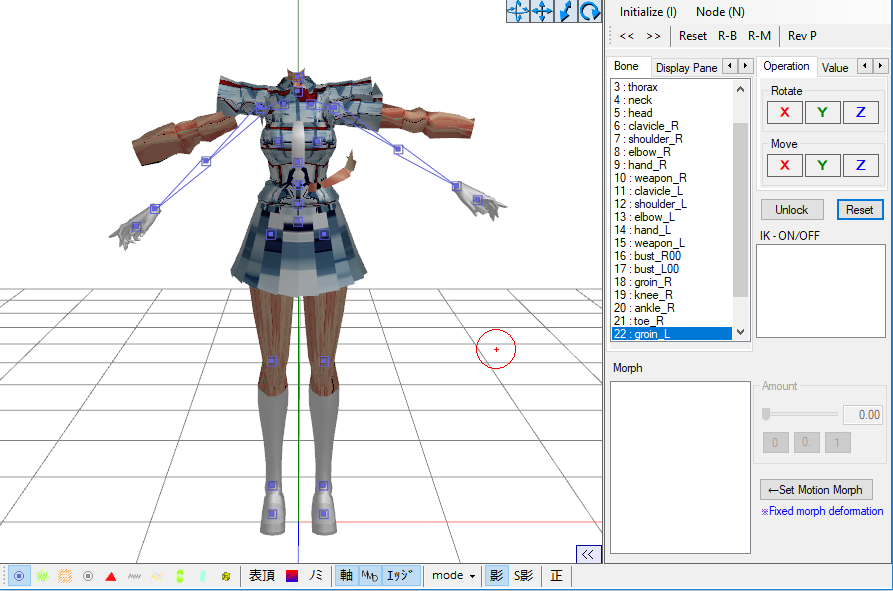 Initialize (I) Node (N)
<< >> Reset R-B R-M Rev P
Bone Display Pane
3 : thorax
4 : neck
5 : head
6 : clavicle_R
7 : shoulder_R
8 : elbow_R
9 : hand_R
10 : weapon_R
11 : clavicle_L
12 : shoulder_L
13 : elbow_L
14 : hand_L
15 : weapon_L
16 : bust_R00
17 : bust_L00
18 : groin_R
19 : knee_R
20 : ankle_R
21 : toe_R
22 : groin_L
Operation Value
Rotate
X Y Z
Move
X Y Z
Unlock Reset
IK - ON/OFF
Morph
Amount
0.00
0 0. 1
←Set Motion Morph
※Fixed morph deformation
<<
表頂 ノミ 軸 MMD エッジ mode 影 S影 正